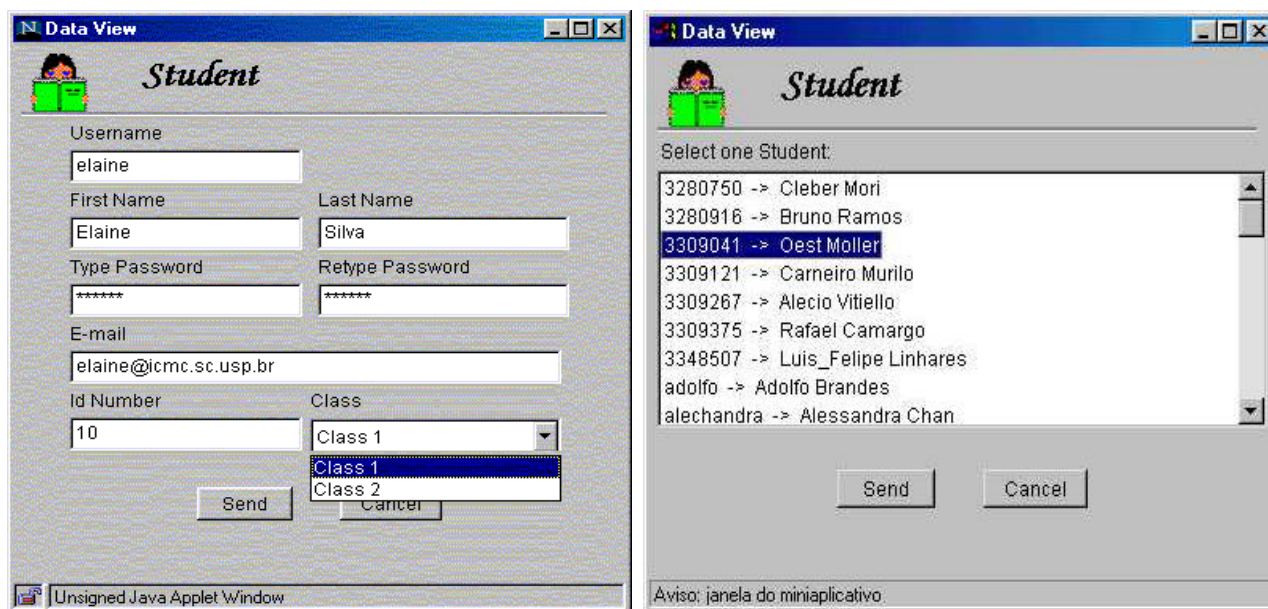 Data View
Student
Username
elaine
First Name Last Name
Elaine Silva
Type Password Retype Password
****** ******
E-mail
elaine@icmc.sc.usp.br
Id Number Class
10 Class 1
Class 1
Class 2
Send Cancel
Unsigned Java Applet Window
Data View
Student
Select one Student:
3280750 -> Cleber Mori
3280916 -> Bruno Ramos
3309041 -> Oest Moller
3309121 -> Carneiro Murilo
3309267 -> Alecio Vitiello
3309375 -> Rafael Camargo
3348507 -> Luis_Felipe Linhares
adolfo -> Adolfo Brandes
alechandra -> Alessandra Chan
Send Cancel
Aviso: janela do miniaplicativo